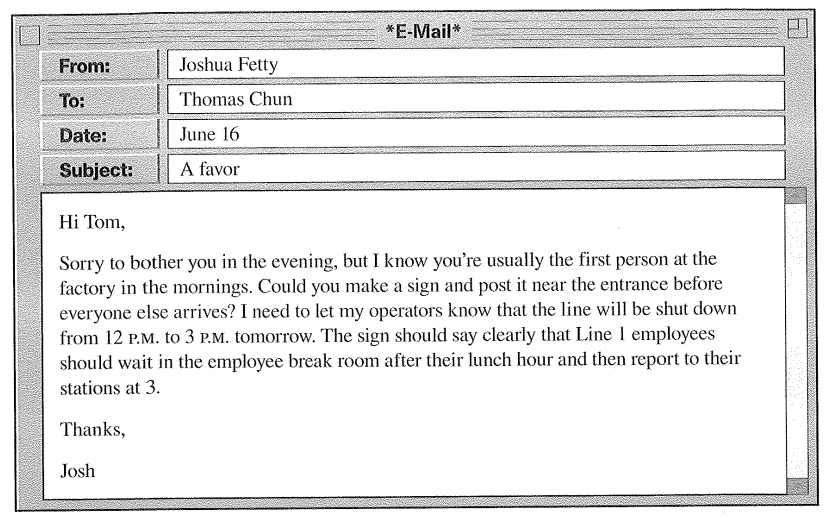 *E-Mail*
From: Joshua Fetty
To: Thomas Chun
Date: June 16
Subject: A favor
Hi Tom,
Sorry to bother you in the evening, but I know you're usually the first person at the
factory in the mornings. Could you make a sign and post it near the entrance before
everyone else arrives? I need to let my operators know that the line will be shut down
from 12 P.M. to 3 P.M. tomorrow. The sign should say clearly that Line 1 employees
should wait in the employee break room after their lunch hour and then report to their
stations at 3.
Thanks,
Josh